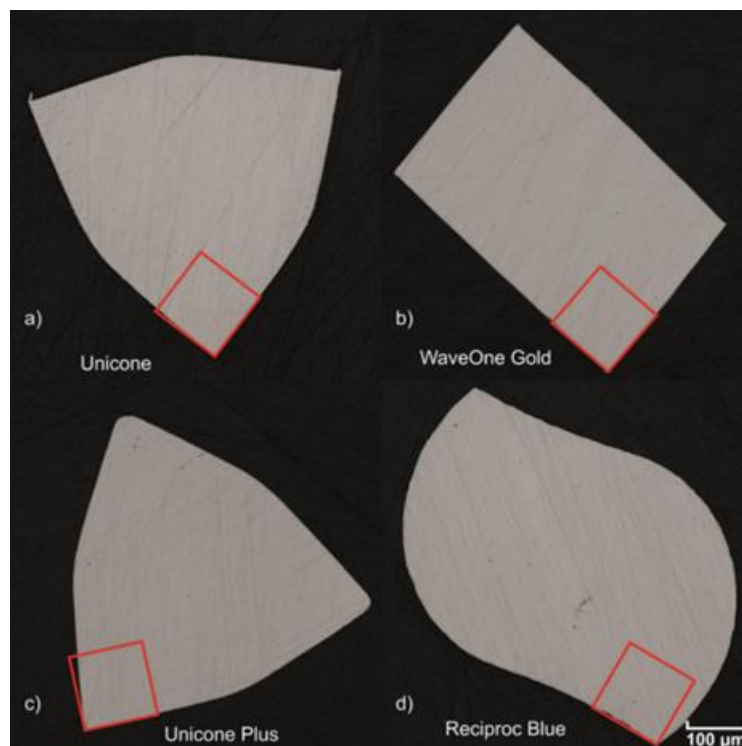 a)
Unicone
b)
WaveOne Gold
c)
Unicone Plus
d)
Reciproc Blue
100 µm